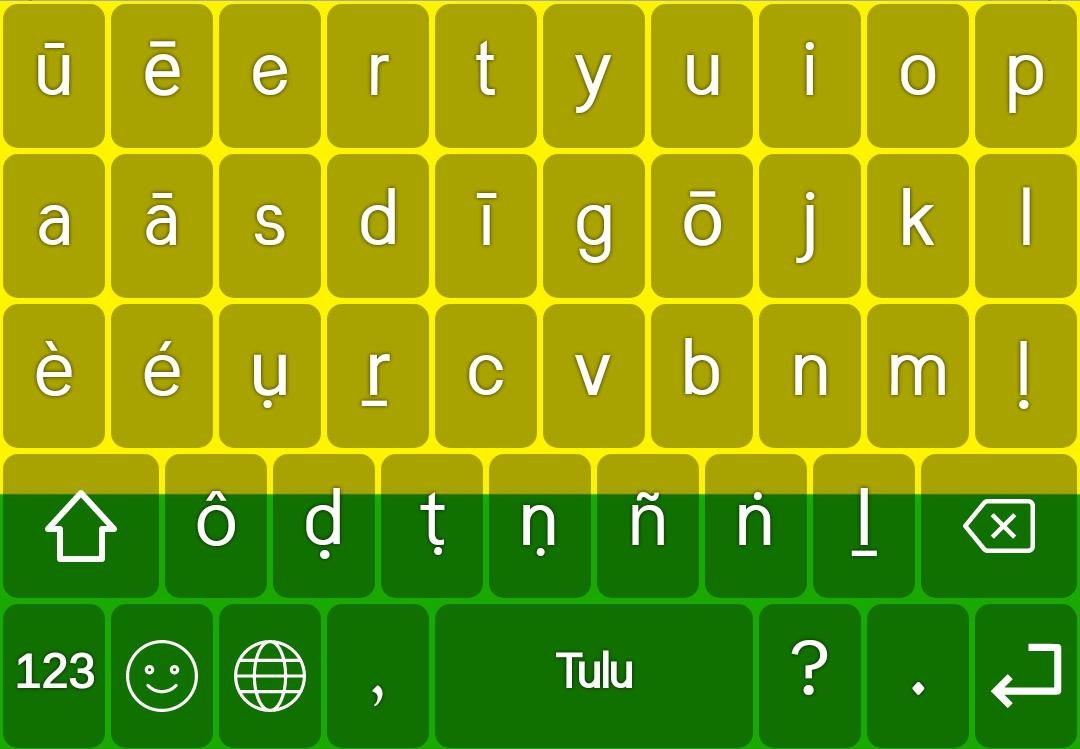 ū ē e r t y u i o p
a ā s d ī g ō j k l
è é ụ ṟ c v b n m ḷ
ô ḍ ṭ ṇ ñ ṅ ḻ
123 , Tulu ? .